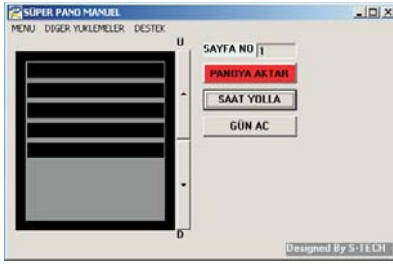 SÜPER PANO MANUEL
MENU DIGER YUKLEMELER DESTEK
U
SAYFA NO 1
PANOYA AKTAR
SAAT YOLLA
GÜN AC
D
Designed By S-TECH